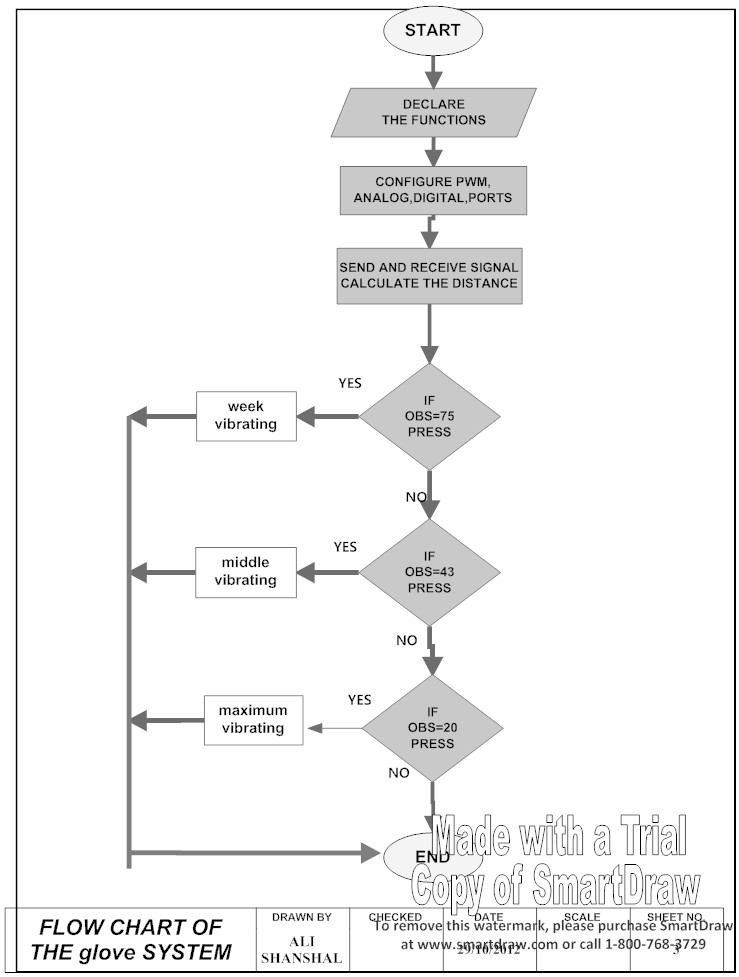 START
DECLARE
THE FUNCTIONS
CONFIGURE PWM,
ANALOG,DIGITAL,PORTS
SEND AND RECEIVE SIGNAL
CALCULATE THE DISTANCE
YES
IF
OBS=75
PRESS
week
vibrating
NO
YES
IF
OBS=43
PRESS
middle
vibrating
NO
YES
IF
OBS=20
PRESS
maximum
vibrating
NO
END
Made with a Trial
Copy of SmartDraw
FLOW CHART OF
THE glove SYSTEM
DRAWN BY
ALI
SHANSHAL
CHECKED
DATE
29/10/2012
SCALE
SHEET NO.
3
To remove this watermark, please purchase SmartDraw
at www.smartdraw.com or call 1-800-768-3729